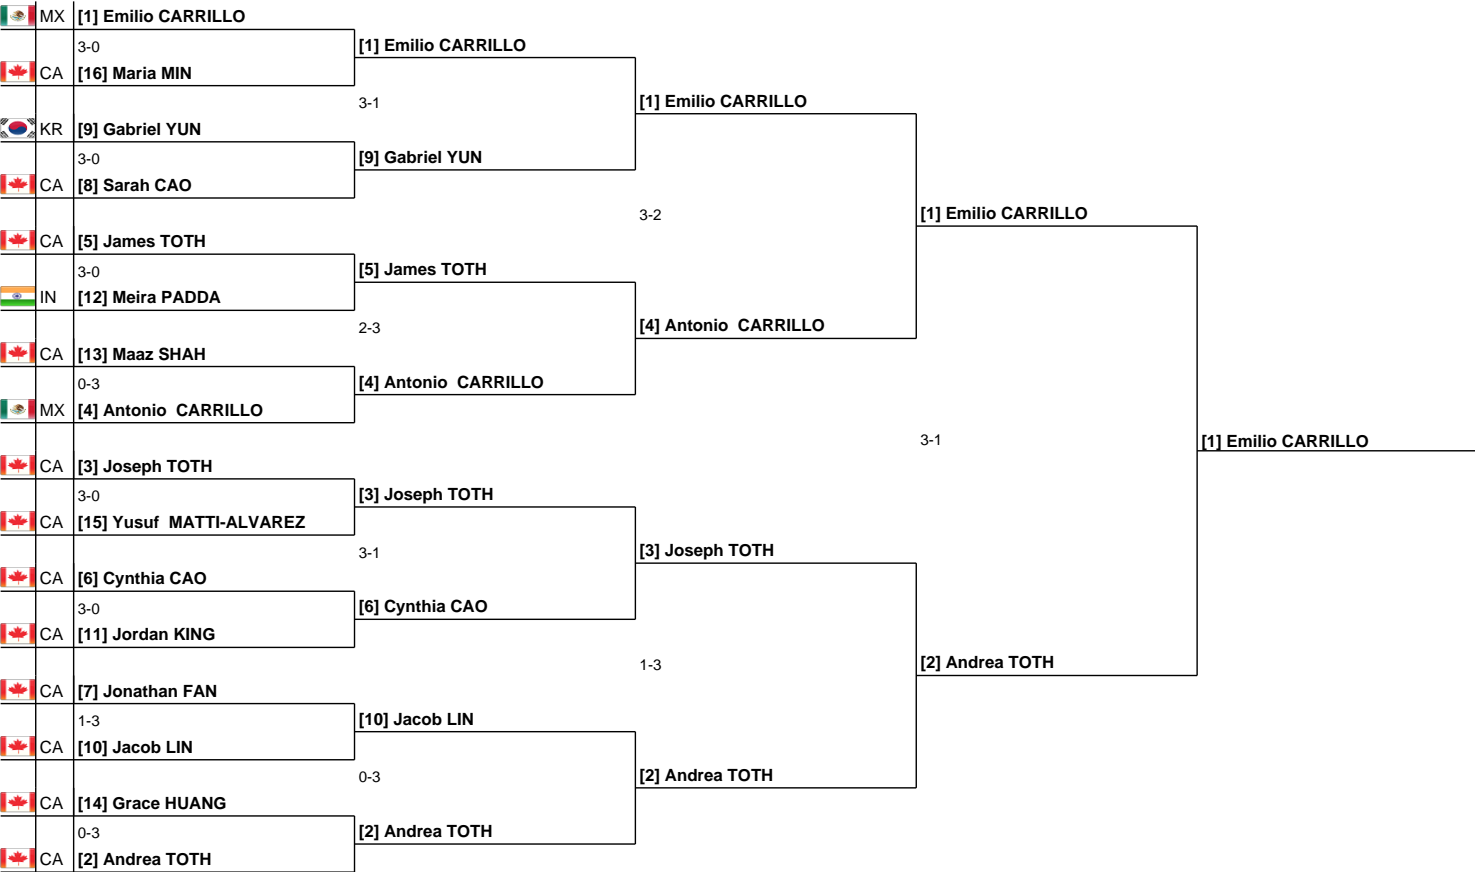 MX [1] Emilio CARRILLO
3-0
[1] Emilio CARRILLO
CA [16] Maria MIN
3-1
[1] Emilio CARRILLO
KR [9] Gabriel YUN
3-0
[9] Gabriel YUN
CA [8] Sarah CAO
3-2
[1] Emilio CARRILLO
CA [5] James TOTH
3-0
[5] James TOTH
IN [12] Meira PADDA
2-3
[4] Antonio  CARRILLO
CA [13] Maaz SHAH
0-3
[4] Antonio  CARRILLO
MX [4] Antonio  CARRILLO
3-1
[1] Emilio CARRILLO
CA [3] Joseph TOTH
3-0
[3] Joseph TOTH
CA [15] Yusuf  MATTI-ALVAREZ
3-1
[3] Joseph TOTH
CA [6] Cynthia CAO
3-0
[6] Cynthia CAO
CA [11] Jordan KING
1-3
[2] Andrea TOTH
CA [7] Jonathan FAN
1-3
[10] Jacob LIN
CA [10] Jacob LIN
0-3
[2] Andrea TOTH
CA [14] Grace HUANG
0-3
[2] Andrea TOTH
CA [2] Andrea TOTH